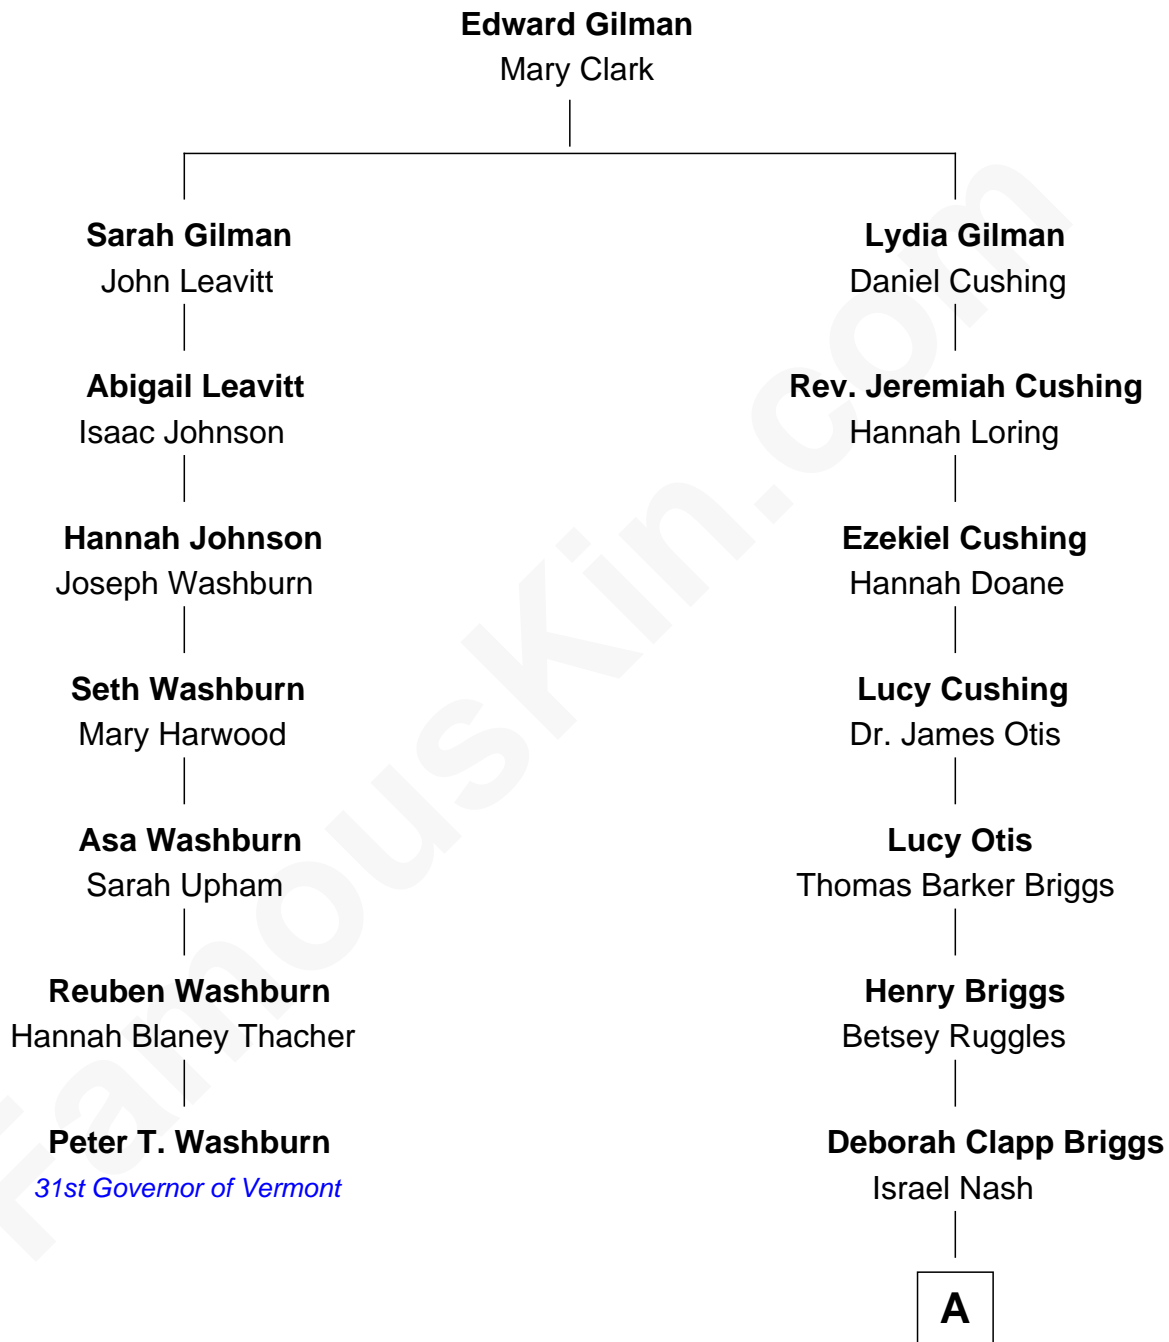 Edward Gilman
Mary Clark
Sarah Gilman
John Leavitt
Abigail Leavitt
Isaac Johnson
Hannah Johnson
Joseph Washburn
Seth Washburn
Mary Harwood
Asa Washburn
Sarah Upham
Reuben Washburn
Hannah Blaney Thacher
Peter T. Washburn
31st Governor of Vermont
Lydia Gilman
Daniel Cushing
Rev. Jeremiah Cushing
Hannah Loring
Ezekiel Cushing
Hannah Doane
Lucy Cushing
Dr. James Otis
Lucy Otis
Thomas Barker Briggs
Henry Briggs
Betsey Ruggles
Deborah Clapp Briggs
Israel Nash
A
FamousKin.com